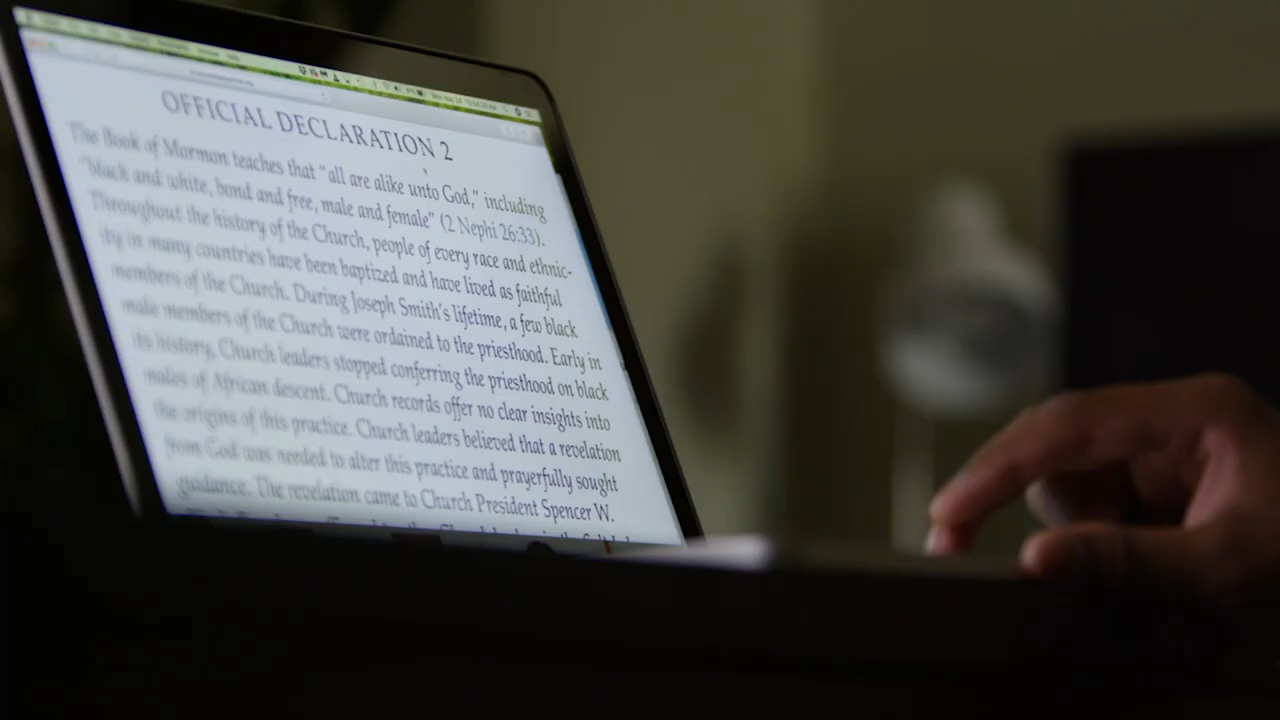 OFFICIAL DECLARATION 2
The Book of Mormon teaches that "all are alike unto God," including
"black and white, bond and free, male and female" (2 Nephi 26:33).
Throughout the history of the Church, people of every race and ethnic-
ity in many countries have been baptized and have lived as faithful
members of the Church. During Joseph Smith's lifetime, a few black
male members of the Church were ordained to the priesthood. Early in
its history, Church leaders stopped conferring the priesthood on black
males of African descent. Church records offer no clear insights into
the origins of this practice. Church leaders believed that a revelation
from God was needed to alter this practice and prayerfully sought
guidance. The revelation came to Church President Spencer W.